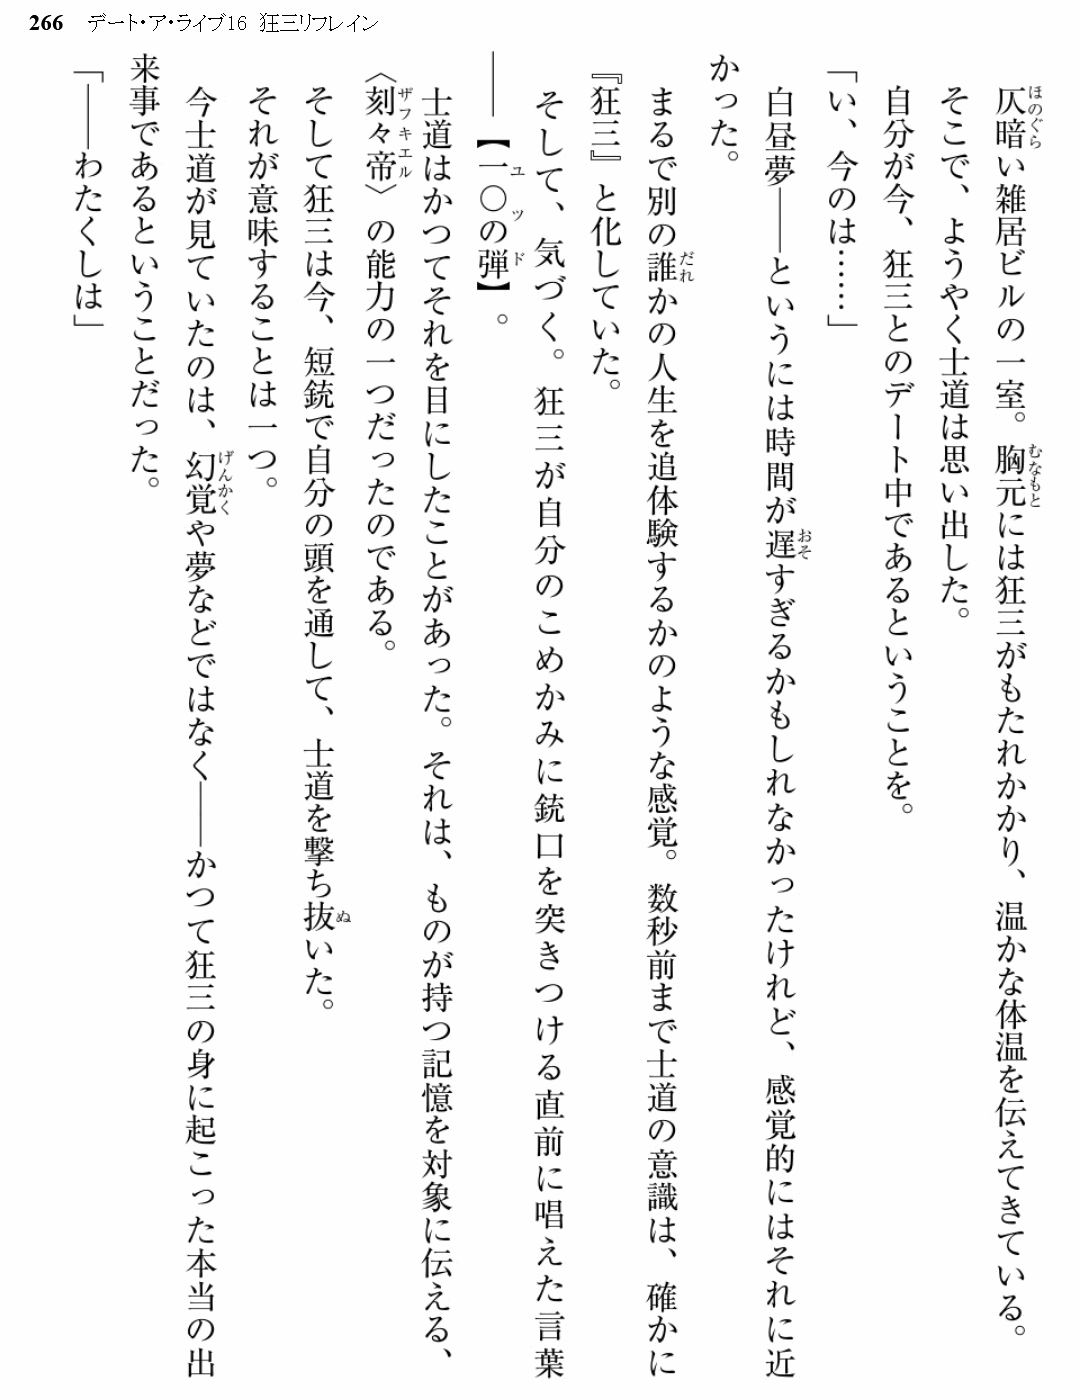 266 デート・ア・ライブ16 狂三リフレイン
仄暗い雑居ビルの一室。胸元には狂三がもたれかかり、温かな体温を伝えてきている。
そこで、ようやく士道は思い出した。
自分が今、狂三とのデート中であるということを。
「い、今のは……」
白昼夢――というには時間が遅すぎるかもしれなかったけれど、感覚的にはそれに近
かった。
まるで別の誰かの人生を追体験するかのような感覚。数秒前まで士道の意識は、確かに
『狂三』と化していた。
そして、気づく。狂三が自分のこめかみに銃口を突きつける直前に唱えた言葉
――【一〇の弾】。
士道はかつてそれを目にしたことがあった。それは、ものが持つ記憶を対象に伝える、
〈刻々帝〉の能力の一つだったのである。
そして狂三は今、短銃で自分の頭を通して、士道を撃ち抜いた。
それが意味することは一つ。
今士道が見ていたのは、幻覚や夢などではなく――かつて狂三の身に起こった本当の出
来事であるということだった。
「――わたくしは」